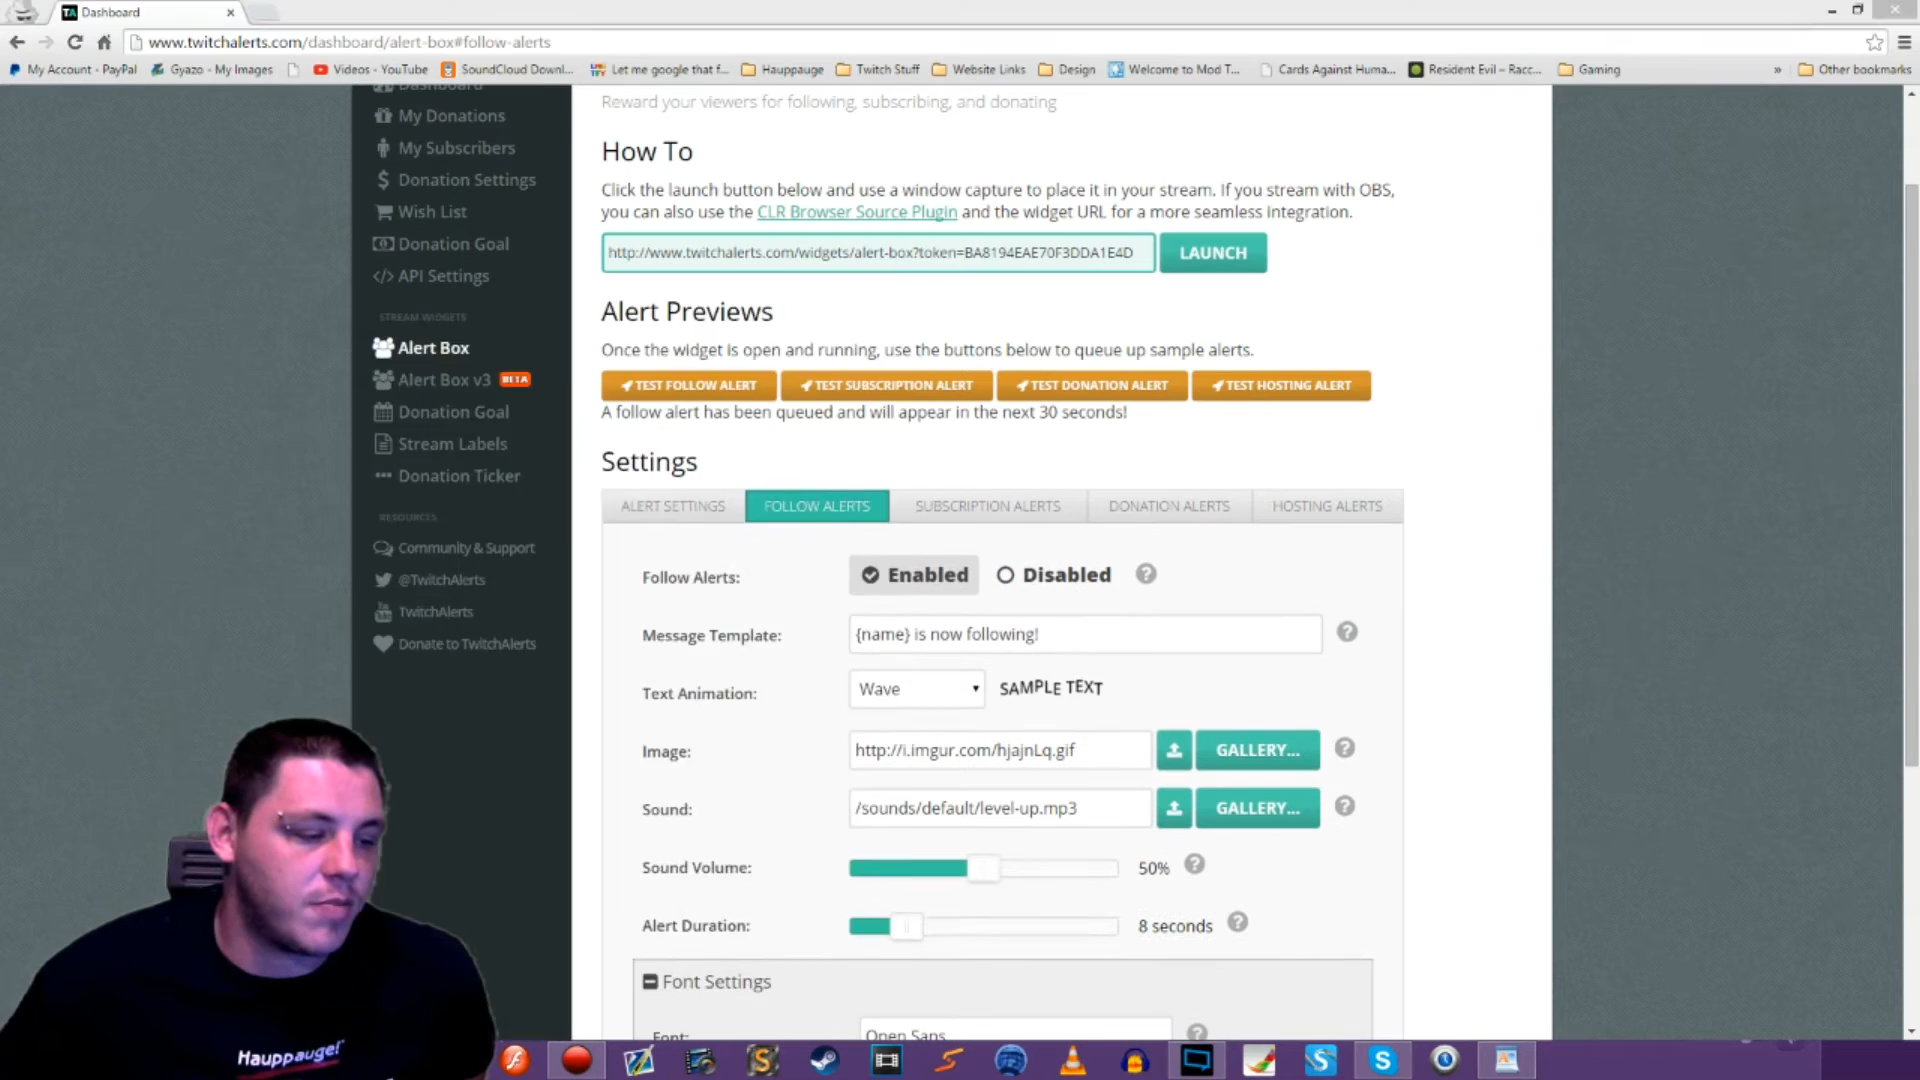 TA Dashboard
www.twitchalerts.com/dashboard/alert-box#follow-alerts
My Account - PayPal
Gyazo - My Images
Videos - YouTube
SoundCloud Downl...
Let me google that f...
Hauppauge
Twitch Stuff
Website Links
Design
Welcome to Mod T...
Cards Against Huma...
Resident Evil – Racc...
Gaming
»
Other bookmarks
Dashboard
My Donations
My Subscribers
Donation Settings
Wish List
Donation Goal
API Settings
STREAM WIDGETS
Alert Box
Alert Box v3 BETA
Donation Goal
Stream Labels
Donation Ticker
RESOURCES
Community & Support
@TwitchAlerts
TwitchAlerts
Donate to TwitchAlerts
Reward your viewers for following, subscribing, and donating
How To
Click the launch button below and use a window capture to place it in your stream. If you stream with OBS,
you can also use the CLR Browser Source Plugin and the widget URL for a more seamless integration.
http://www.twitchalerts.com/widgets/alert-box?token=BA8194EAE70F3DDA1E4D
LAUNCH
Alert Previews
Once the widget is open and running, use the buttons below to queue up sample alerts.
TEST FOLLOW ALERT
TEST SUBSCRIPTION ALERT
TEST DONATION ALERT
TEST HOSTING ALERT
A follow alert has been queued and will appear in the next 30 seconds!
Settings
ALERT SETTINGS
FOLLOW ALERTS
SUBSCRIPTION ALERTS
DONATION ALERTS
HOSTING ALERTS
Follow Alerts:
Enabled
Disabled
?
Message Template:
{name} is now following!
?
Text Animation:
Wave
SAMPLE TEXT
Image:
http://i.imgur.com/hjajnLq.gif
GALLERY...
?
Sound:
/sounds/default/level-up.mp3
GALLERY...
?
Sound Volume:
50%
?
Alert Duration:
8 seconds
?
Font Settings
Font:
Open Sans
?
Hauppauge!